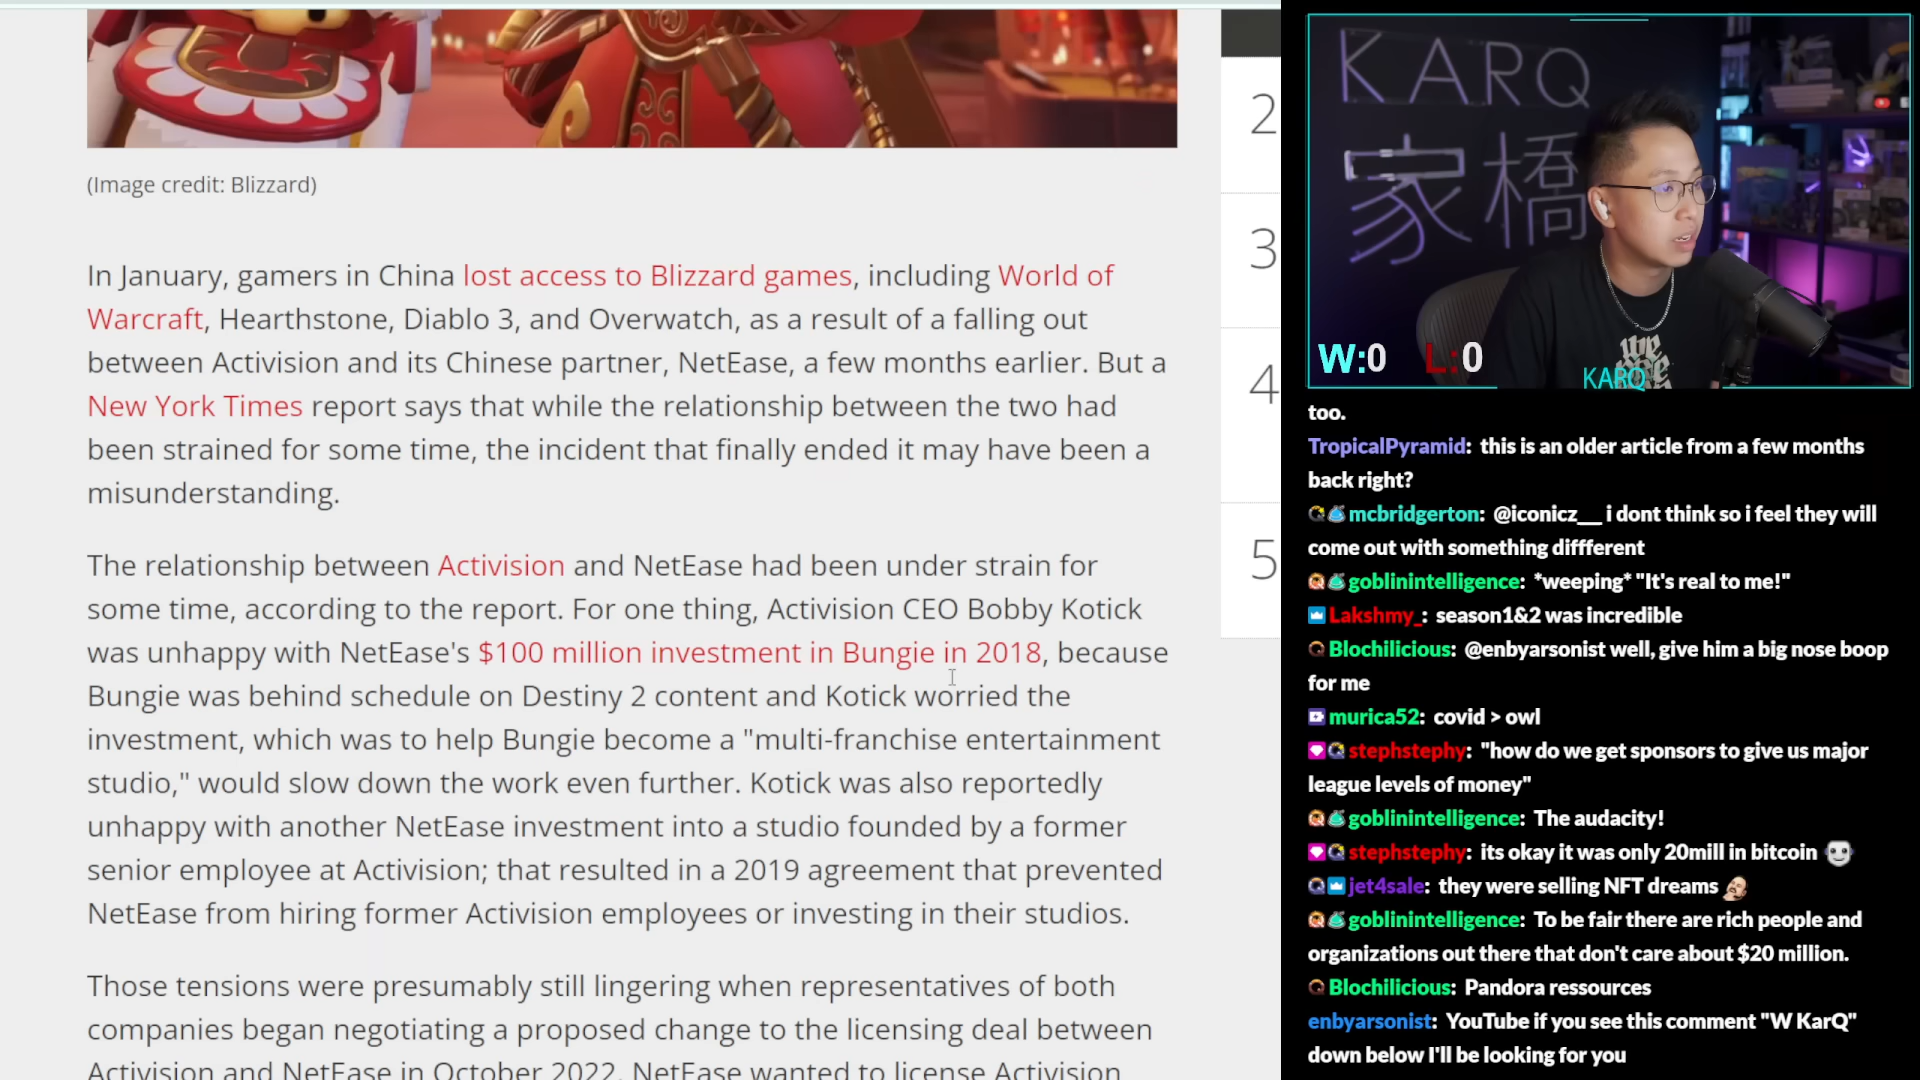 (Image credit: Blizzard)
In January, gamers in China lost access to Blizzard games, including World of
Warcraft, Hearthstone, Diablo 3, and Overwatch, as a result of a falling out
between Activision and its Chinese partner, NetEase, a few months earlier. But a
New York Times report says that while the relationship between the two had
been strained for some time, the incident that finally ended it may have been a
misunderstanding.
The relationship between Activision and NetEase had been under strain for
some time, according to the report. For one thing, Activision CEO Bobby Kotick
was unhappy with NetEase's $100 million investment in Bungie in 2018, because
Bungie was behind schedule on Destiny 2 content and Kotick worried the
investment, which was to help Bungie become a "multi-franchise entertainment
studio," would slow down the work even further. Kotick was also reportedly
unhappy with another NetEase investment into a studio founded by a former
senior employee at Activision; that resulted in a 2019 agreement that prevented
NetEase from hiring former Activision employees or investing in their studios.
Those tensions were presumably still lingering when representatives of both
companies began negotiating a proposed change to the licensing deal between
Activision and NetEase in October 2022. NetEase wanted to license Activision
2
3
4
5
KARQ
家橋
W:0 L:0
KARQ
too.
TropicalPyramid: this is an older article from a few months
back right?
mcbridgerton: @iconicz__ i dont think so i feel they will
come out with something diffferent
goblinintelligence: *weeping* "It's real to me!"
Lakshmy_: season1&2 was incredible
Blochilicious: @enbyarsonist well, give him a big nose boop
for me
murica52: covid > owl
stephstephy: "how do we get sponsors to give us major
league levels of money"
goblinintelligence: The audacity!
stephstephy: its okay it was only 20mill in bitcoin
jet4sale: they were selling NFT dreams
goblinintelligence: To be fair there are rich people and
organizations out there that don't care about $20 million.
Blochilicious: Pandora ressources
enbyarsonist: YouTube if you see this comment "W KarQ"
down below I'll be looking for you